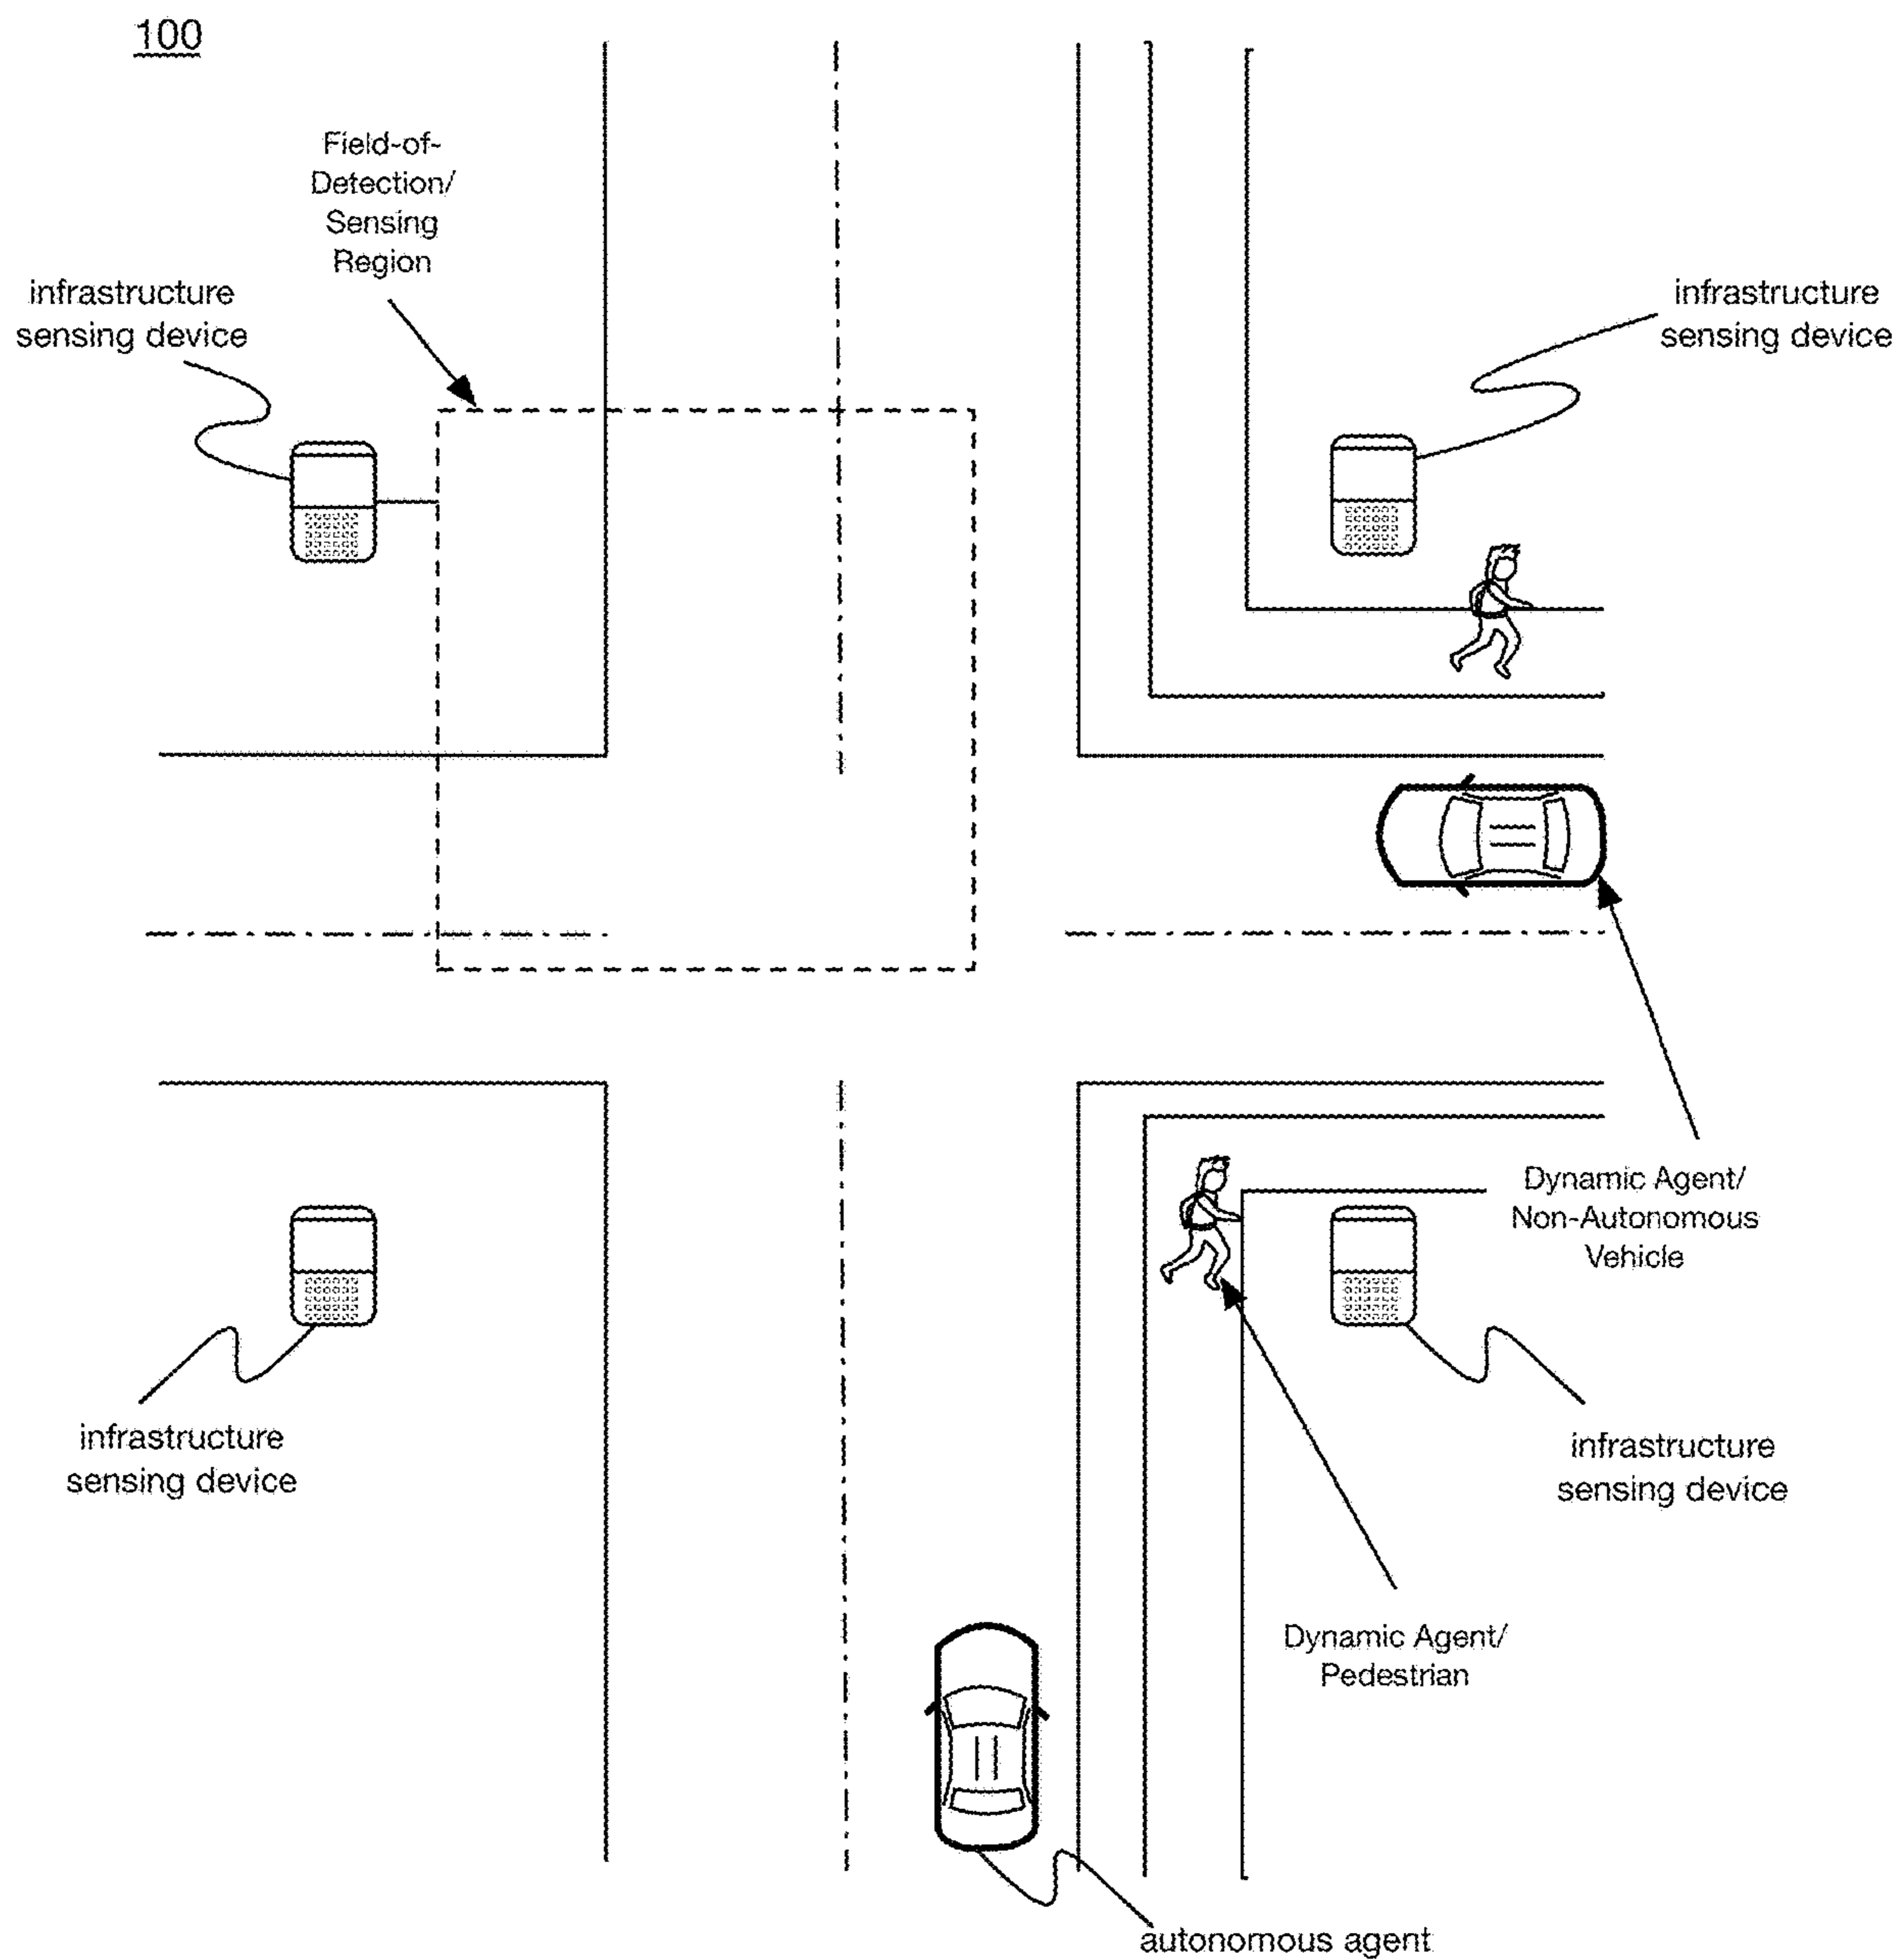 100
Field-of-
Detection/
Sensing
Region
infrastructure
sensing device
infrastructure
sensing device
Dynamic Agent/
Non-Autonomous
Vehicle
infrastructure
sensing device
infrastructure
sensing device
Dynamic Agent/
Pedestrian
autonomous agent